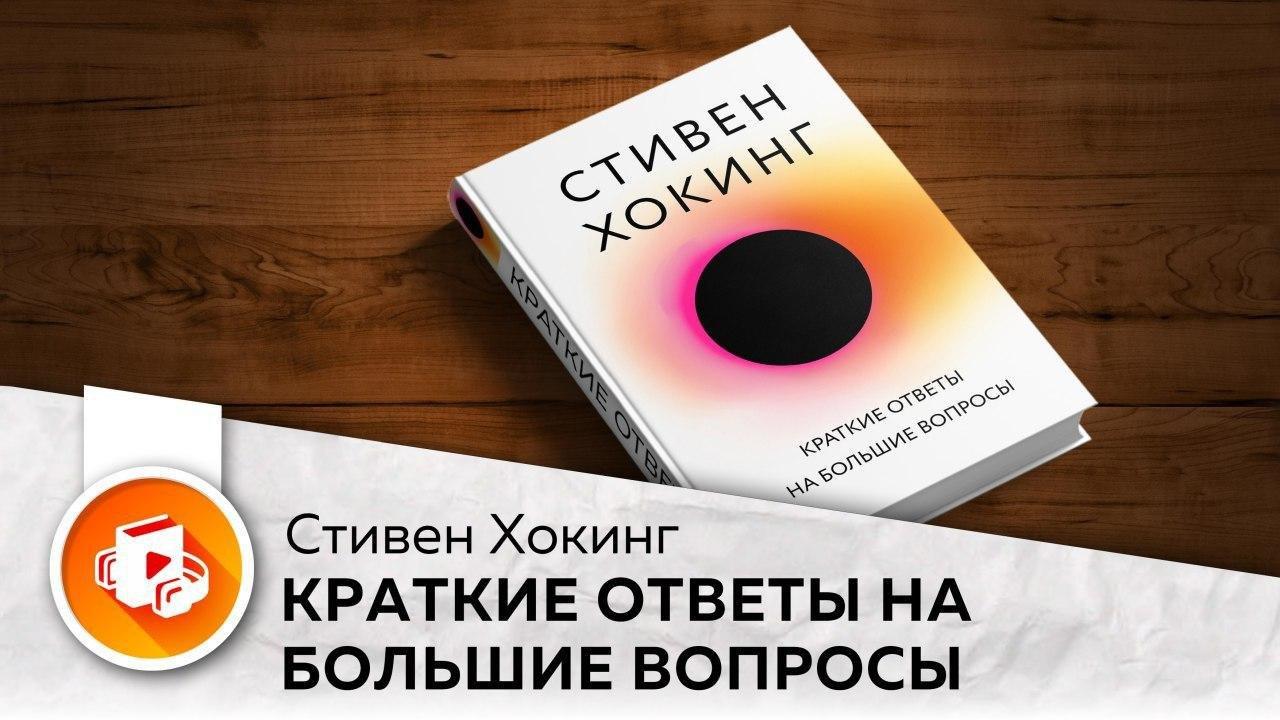 СТИВЕН
ХОКИНГ
КРАТКИЕ ОТВЕТЫ
НА БОЛЬШИЕ ВОПРОСЫ
КРАТКИЕ ОТВЕ
Стивен Хокинг
КРАТКИЕ ОТВЕТЫ НА
БОЛЬШИЕ ВОПРОСЫ